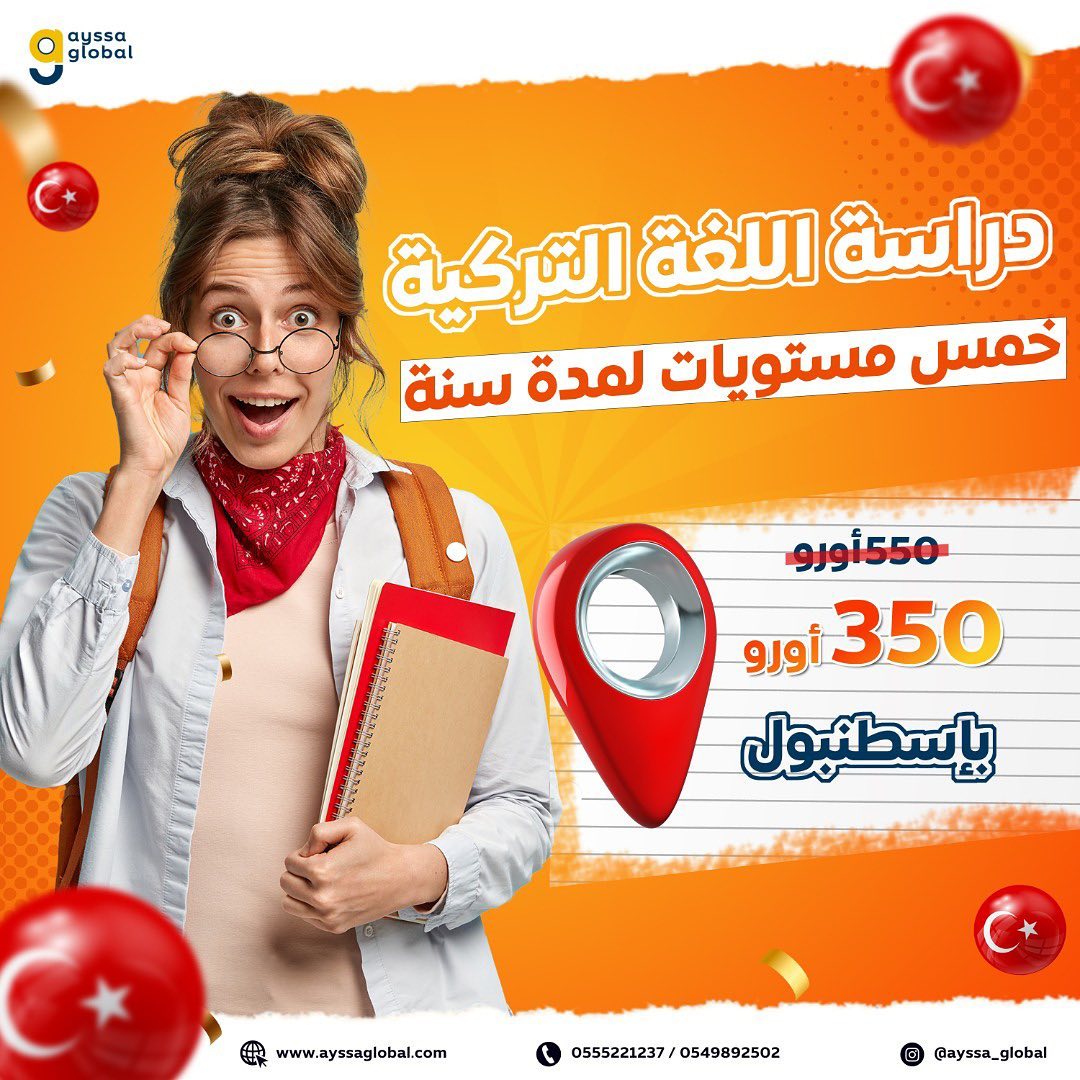 ayssa
global
دراسة اللغة التركية
خمس مستويات لمدة سنة
550أورو
350 أورو
بإسطنبول
www.ayssaglobal.com
0555221237 / 0549892502
@ayssa_global